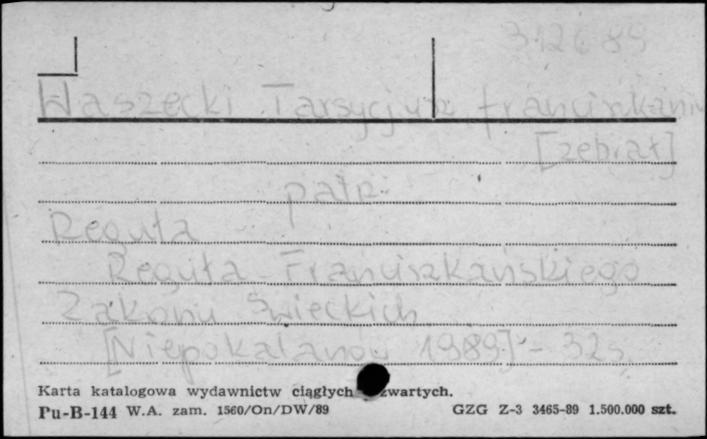 312689
Waszecki Tarsycjusz franciszkanin
[zebrał]
patr.
Reguła
Reguła Franciszkańskiego
Zakonu Świeckich
[Niepokalanów 1989] - 32 s.
Karta katalogowa wydawnictw ciągłych zwartych.
Pu-B-144 W.A. zam. 1560/On/DW/89 GZG Z-3 3465-89 1.500.000 szt.